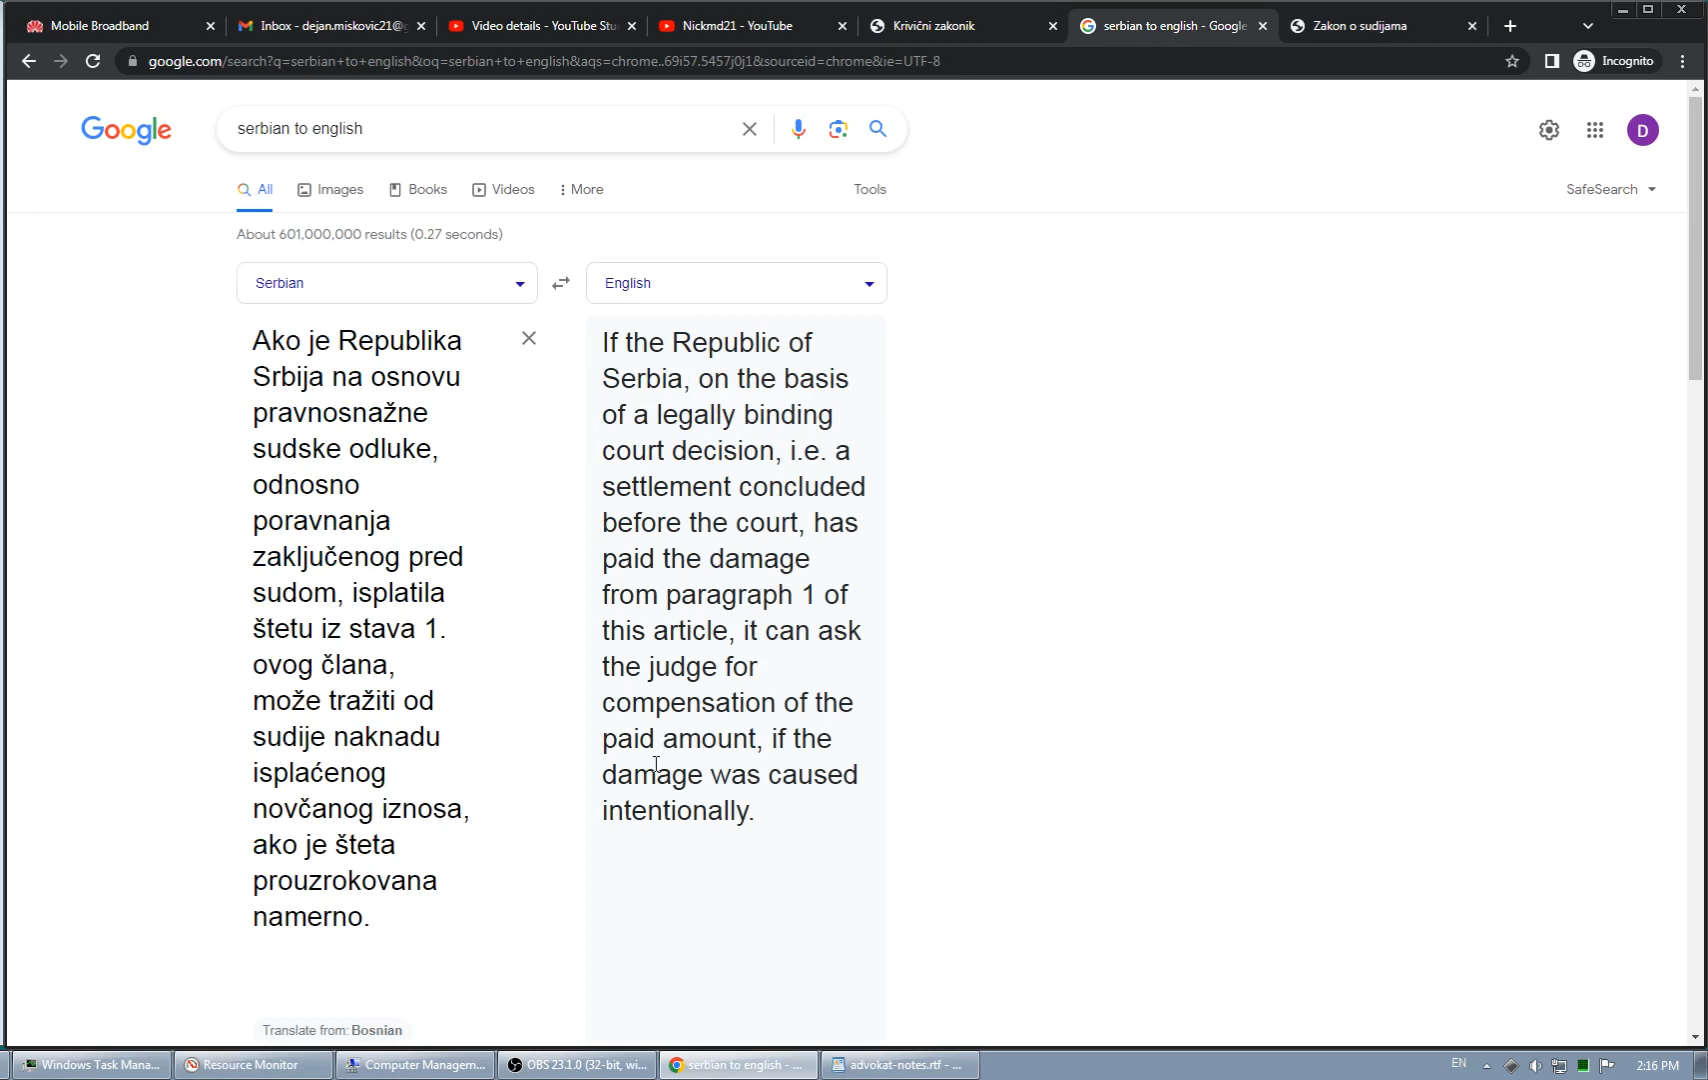 Mobile Broadband
Inbox - dejan.miskovic21@g
Video details - YouTube Stu
Nickmd21 - YouTube
Krivični zakonik
serbian to english - Google
Zakon o sudijama
google.com/search?q=serbian+to+english&oq=serbian+to+english&aqs=chrome..69i57.5457j0j1&sourceid=chrome&ie=UTF-8
Incognito
Google
serbian to english
D
All
Images
Books
Videos
More
Tools
SafeSearch
About 601,000,000 results (0.27 seconds)
Serbian
English
Ako je Republika
Srbija na osnovu
pravnosnažne
sudske odluke,
odnosno
poravnanja
zaključenog pred
sudom, isplatila
štetu iz stava 1.
ovog člana,
može tražiti od
sudije naknadu
isplaćenog
novčanog iznosa,
ako je šteta
prouzrokovana
namerno.
If the Republic of
Serbia, on the basis
of a legally binding
court decision, i.e. a
settlement concluded
before the court, has
paid the damage
from paragraph 1 of
this article, it can ask
the judge for
compensation of the
paid amount, if the
damage was caused
intentionally.
Translate from: Bosnian
Windows Task Mana...
Resource Monitor
Computer Managem...
OBS 23.1.0 (32-bit, wi...
serbian to english - ...
advokat-notes.rtf - ...
EN
2:16 PM